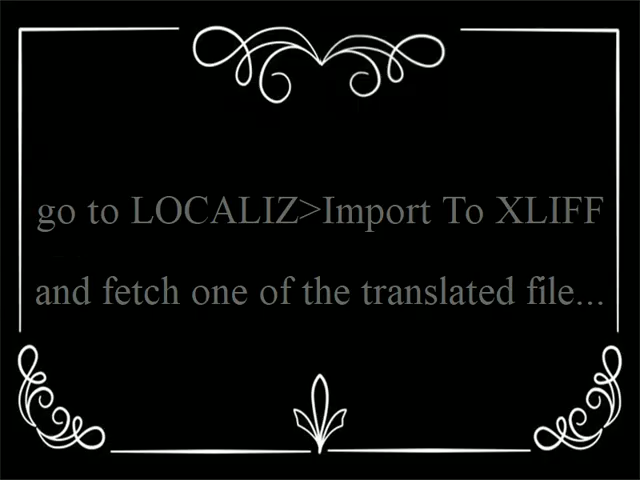 go to LOCALIZ>Import To XLIFF
and fetch one of the translated file...